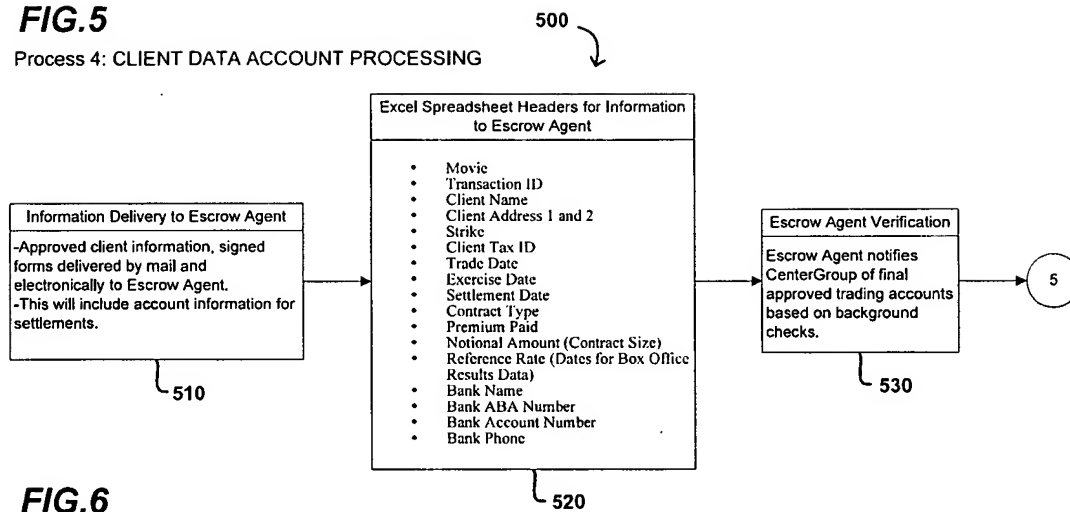 FIG.5
500
Process 4: CLIENT DATA ACCOUNT PROCESSING
Information Delivery to Escrow Agent
-Approved client information, signed
forms delivered by mail and
electronically to Escrow Agent.
-This will include account information for
settlements.
510
Excel Spreadsheet Headers for Information
to Escrow Agent
• Movie
• Transaction ID
• Client Name
• Client Address 1 and 2
• Strike
• Client Tax ID
• Trade Date
• Exercise Date
• Settlement Date
• Contract Type
• Premium Paid
• Notional Amount (Contract Size)
• Reference Rate (Dates for Box Office
Results Data)
• Bank Name
• Bank ABA Number
• Bank Account Number
• Bank Phone
520
Escrow Agent Verification
Escrow Agent notifies
CenterGroup of final
approved trading accounts
based on background
checks.
530
5
FIG.6